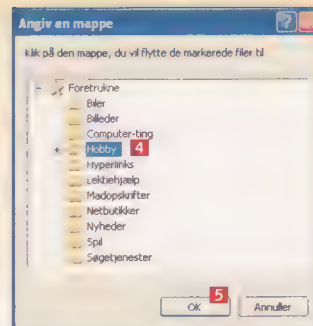 Angiv en mappe
Klik på den mappe, du vil flytte de markerede filer til
Foretrukne
Biler
Billeder
Computer-ting
Hobby 4
Hyperlinks
Lektiehjælp
Madopskrifter
Netbutikker
Nyheder
Spil
Søgetjenester
5
OK Annuller